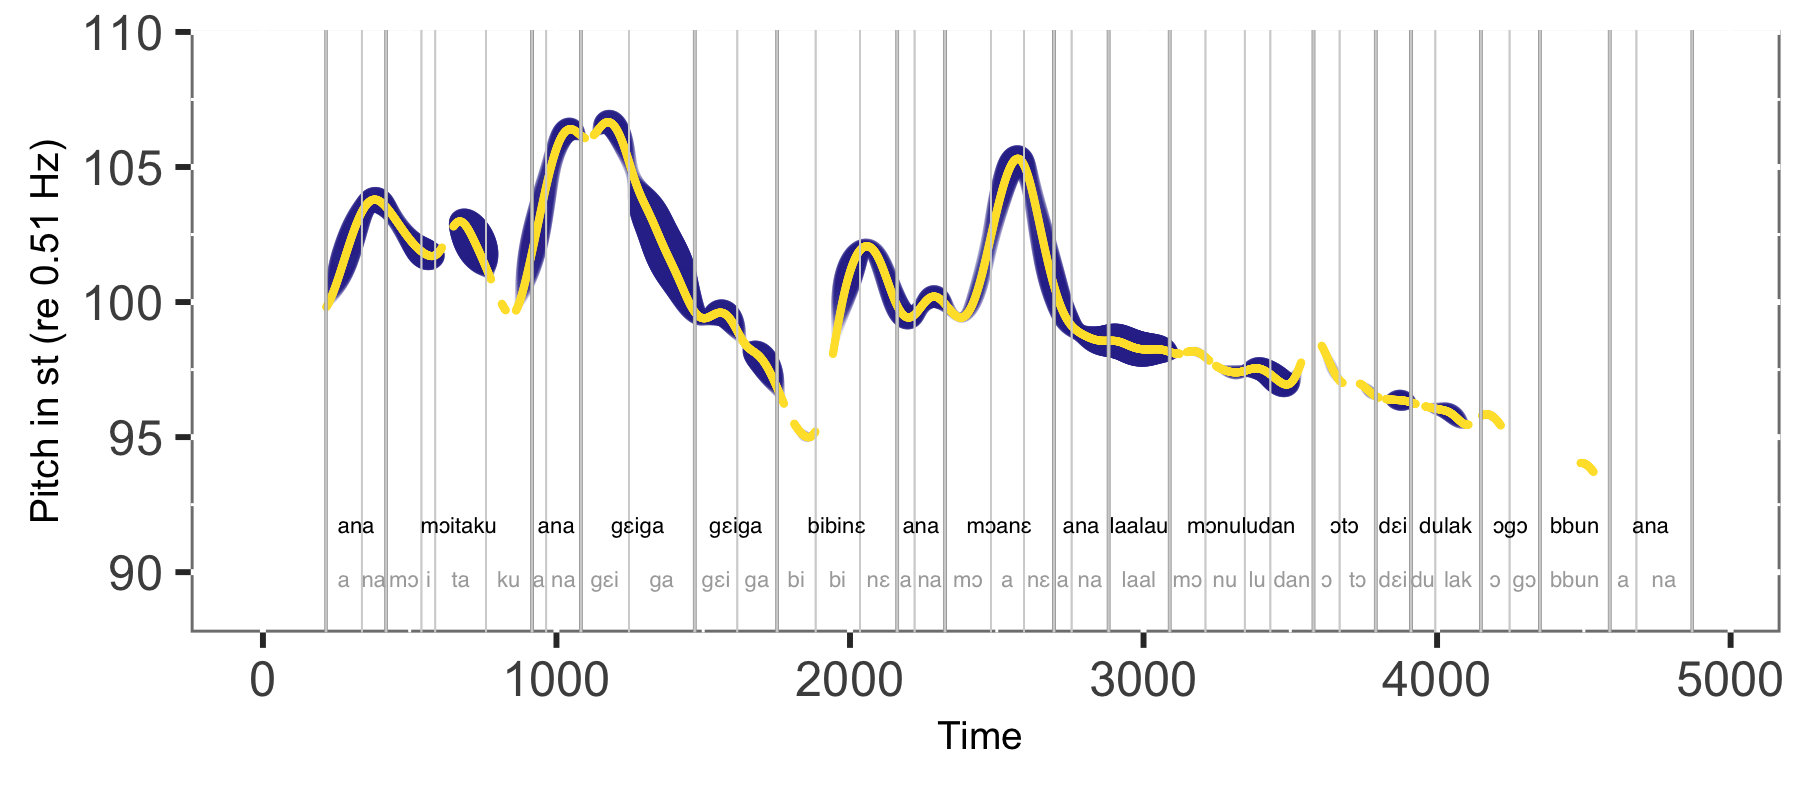 110
105
100
95
90
Pitch in st (re 0.51 Hz)
ana mɔitaku ana gɛiga gɛiga bibinɛ ana mɔanɛ ana laalau mɔnuludan ɔtɔ dɛi dulak ɔgɔ bbun ana
a na mɔ i ta ku a na gɛi ga gɛi ga bi bi nɛ a na mɔ a nɛ a na laal mɔ nu lu dan ɔ tɔ dɛi du lak ɔ gɔ bbun a na
0 1000 2000 3000 4000 5000
Time